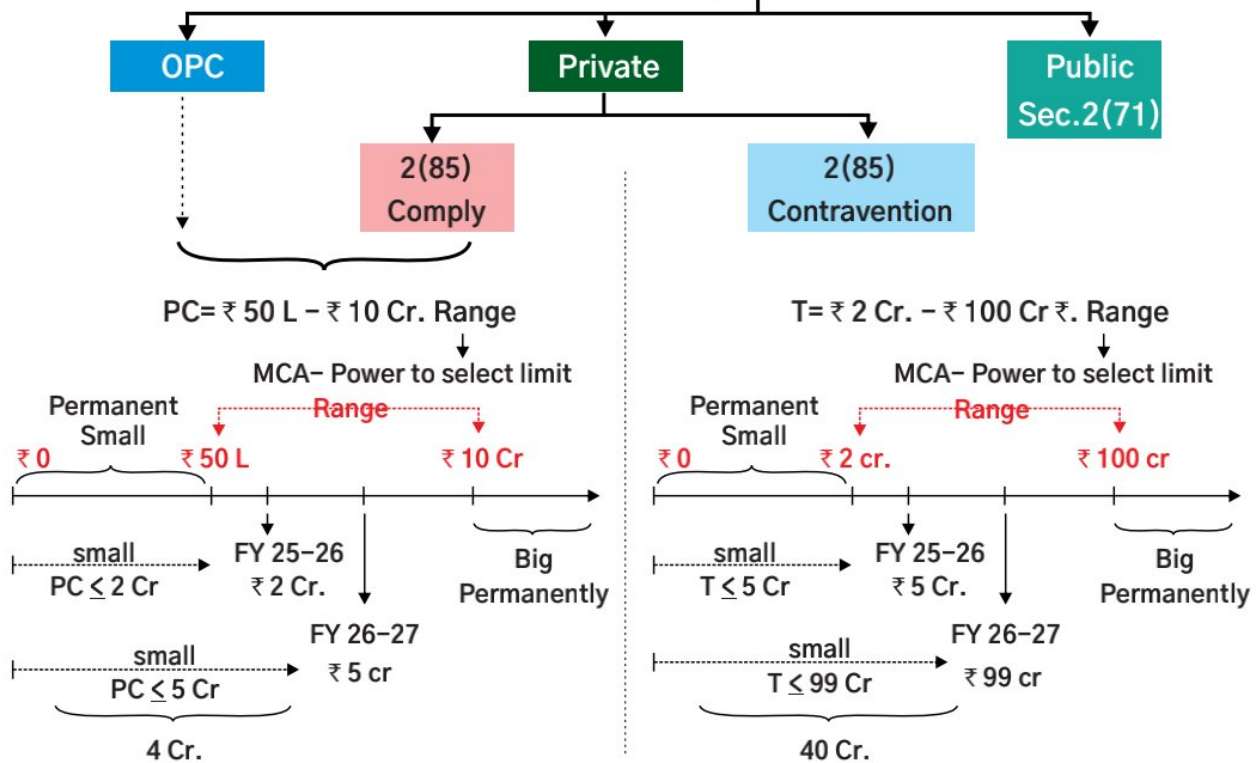 OPC
Private
Public
Sec.2(71)
2(85)
Comply
2(85)
Contravention
PC= ₹ 50 L – ₹ 10 Cr. Range
MCA– Power to select limit
Range
Permanent
Small
₹ 0
₹ 50 L
₹ 10 Cr
small
PC ≤ 2 Cr
FY 25–26
₹ 2 Cr.
Big
Permanently
FY 26–27
₹ 5 cr
small
PC ≤ 5 Cr
4 Cr.
T= ₹ 2 Cr. – ₹ 100 Cr ₹. Range
MCA– Power to select limit
Range
Permanent
Small
₹ 0
₹ 2 cr.
₹ 100 cr
small
T ≤ 5 Cr
FY 25–26
₹ 5 Cr.
Big
Permanently
FY 26–27
₹ 99 cr
small
T ≤ 99 Cr
40 Cr.